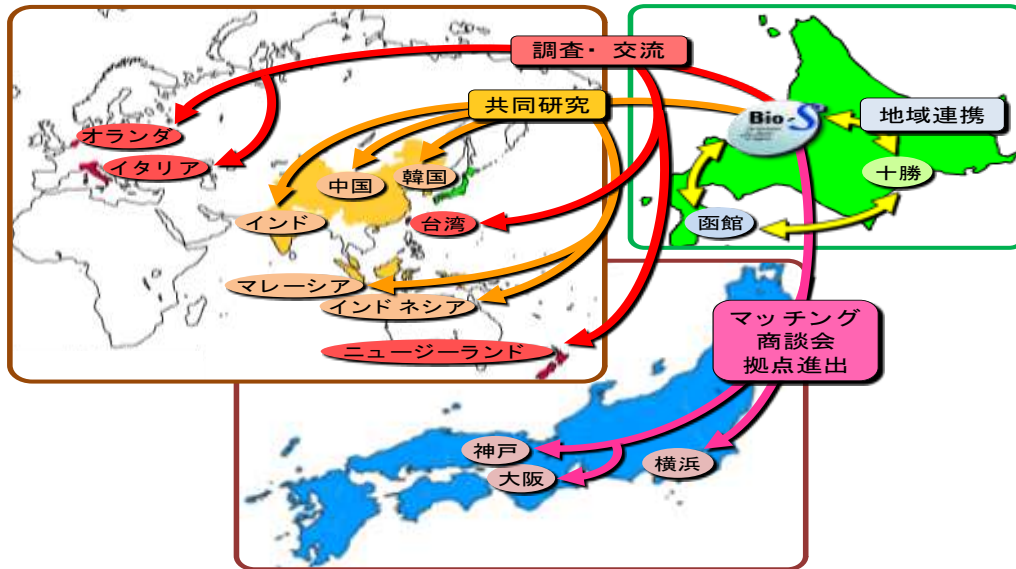 調査・交流
共同研究
オランダ
イタリア
中国
韓国
インド
台湾
マレーシア
インドネシア
ニュージーランド
Bio-S
地域連携
十勝
函館
マッチング
商談会
拠点進出
神戸
大阪
横浜